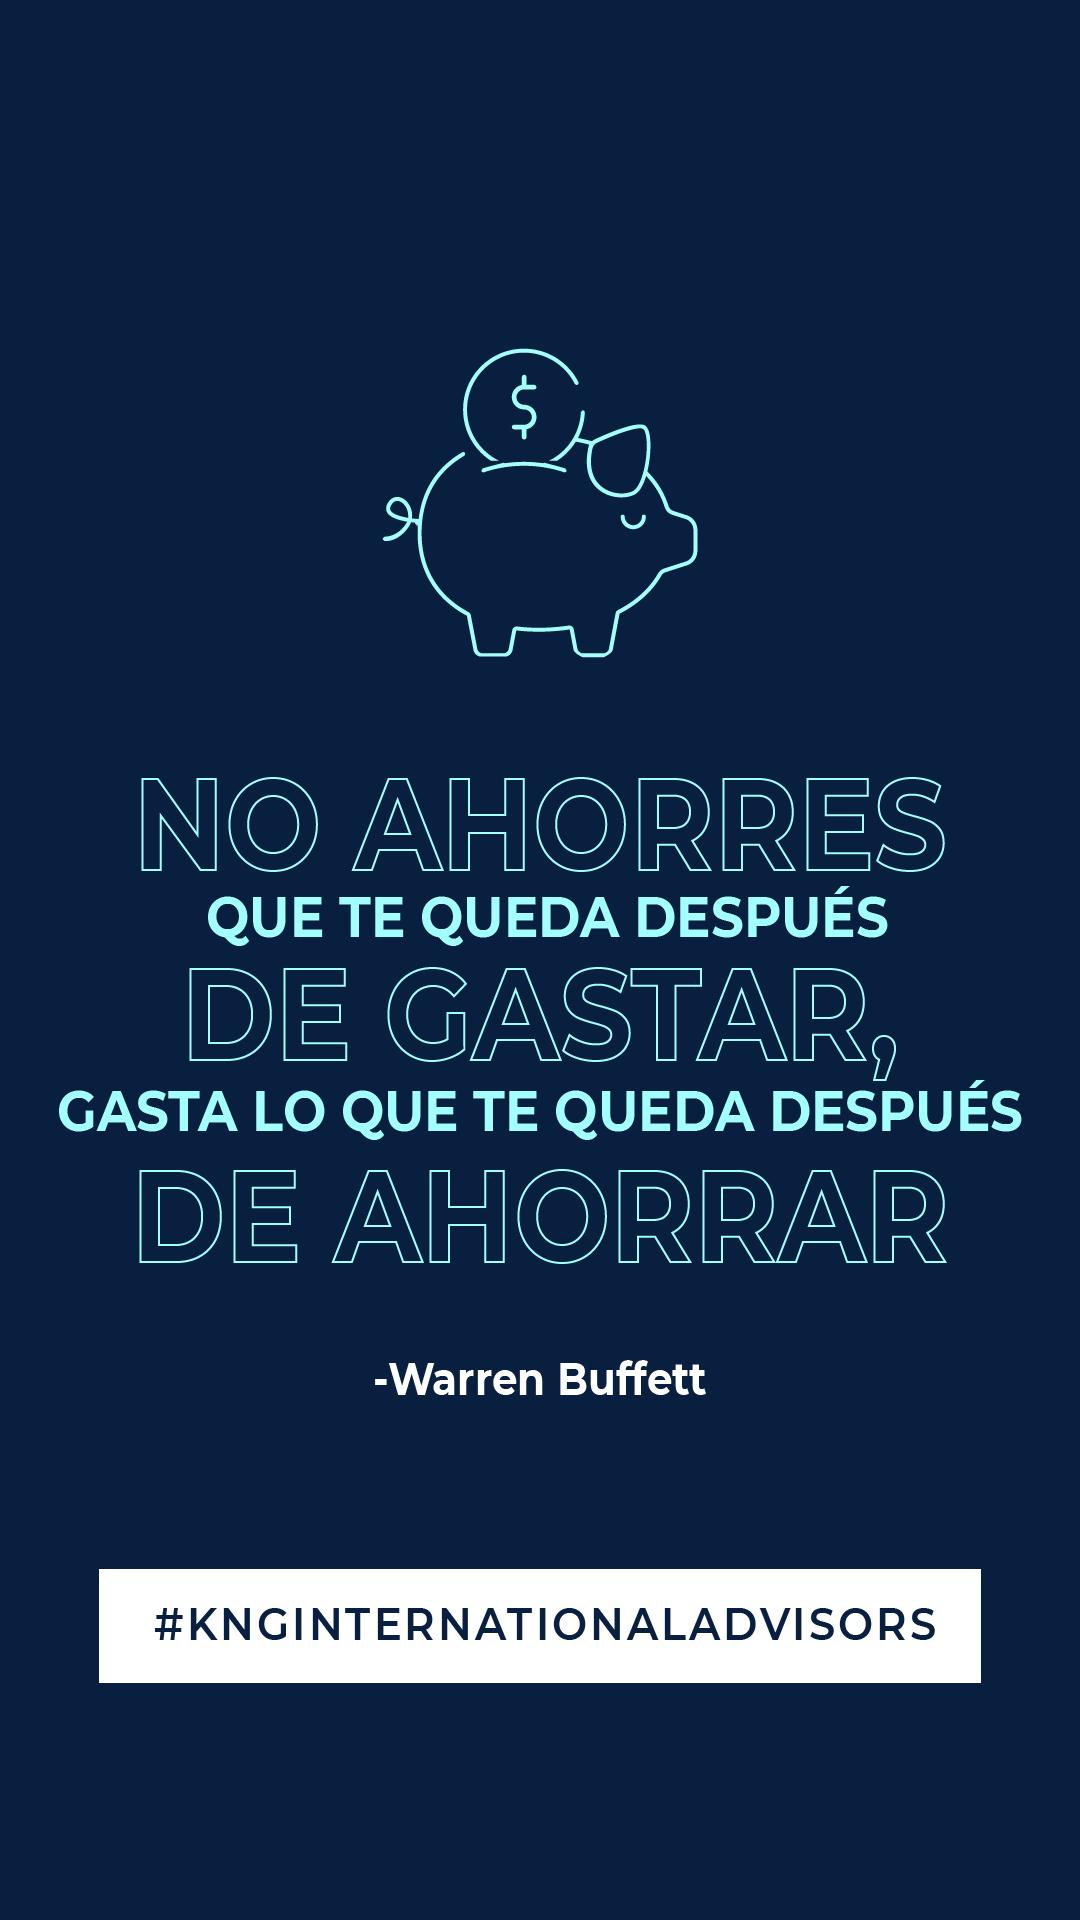 $
NO AHORRES
QUE TE QUEDA DESPUÉS
DE GASTAR,
GASTA LO QUE TE QUEDA DESPUÉS
DE AHORRAR
-Warren Buffett
#KNGINTERNATIONALADVISORS